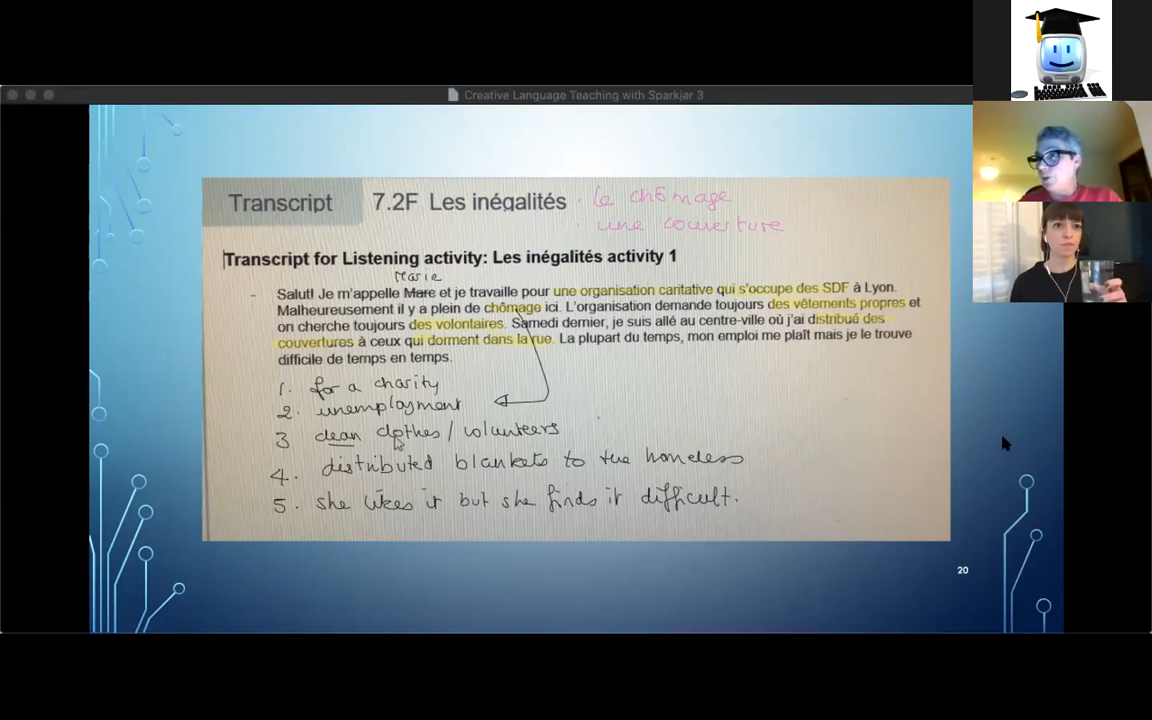 Creative Language Teaching with Sparkjar 3
Transcript 7.2F Les inégalités · le chômage
· une couverture
Transcript for Listening activity: Les inégalités activity 1
Marie
- Salut! Je m'appelle Marc et je travaille pour une organisation caritative qui s'occupe des SDF à Lyon.
Malheureusement il y a plein de chômage ici. L'organisation demande toujours des vêtements propres et
on cherche toujours des volontaires. Samedi dernier, je suis allé au centre-ville où j'ai distribué des
couvertures à ceux qui dorment dans la rue. La plupart du temps, mon emploi me plaît mais je le trouve
difficile de temps en temps.
1. for a charity
2. unemployment
3 clean clothes / volunteers
4. distributed blankets to the homeless
5. she likes it but she finds it difficult.
20